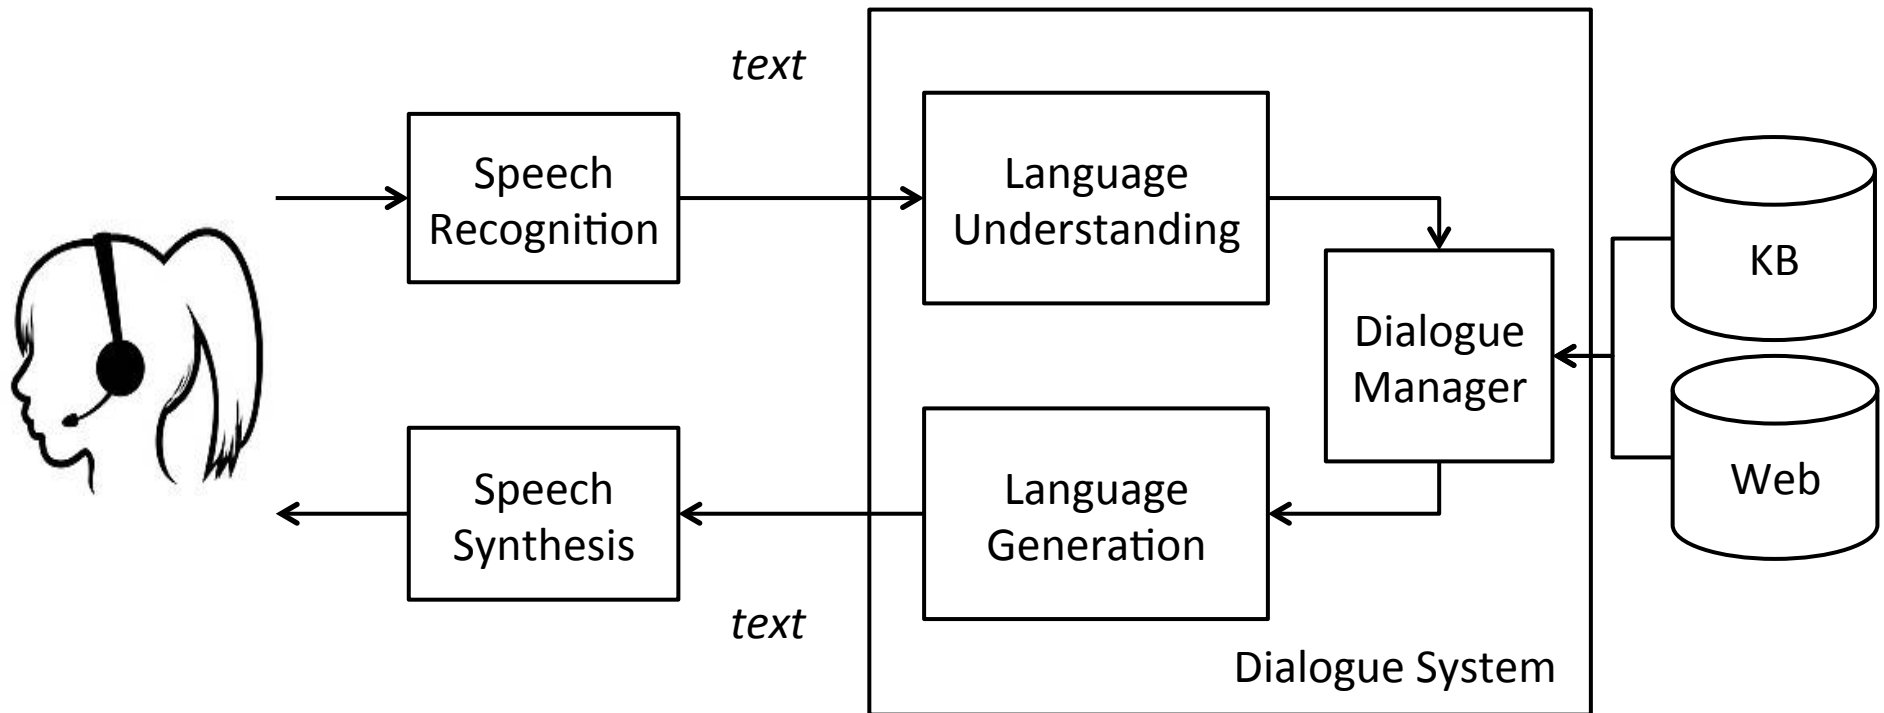 text
Speech
Recognition
Language
Understanding
KB
Dialogue
Manager
Web
Speech
Synthesis
Language
Generation
text
Dialogue System